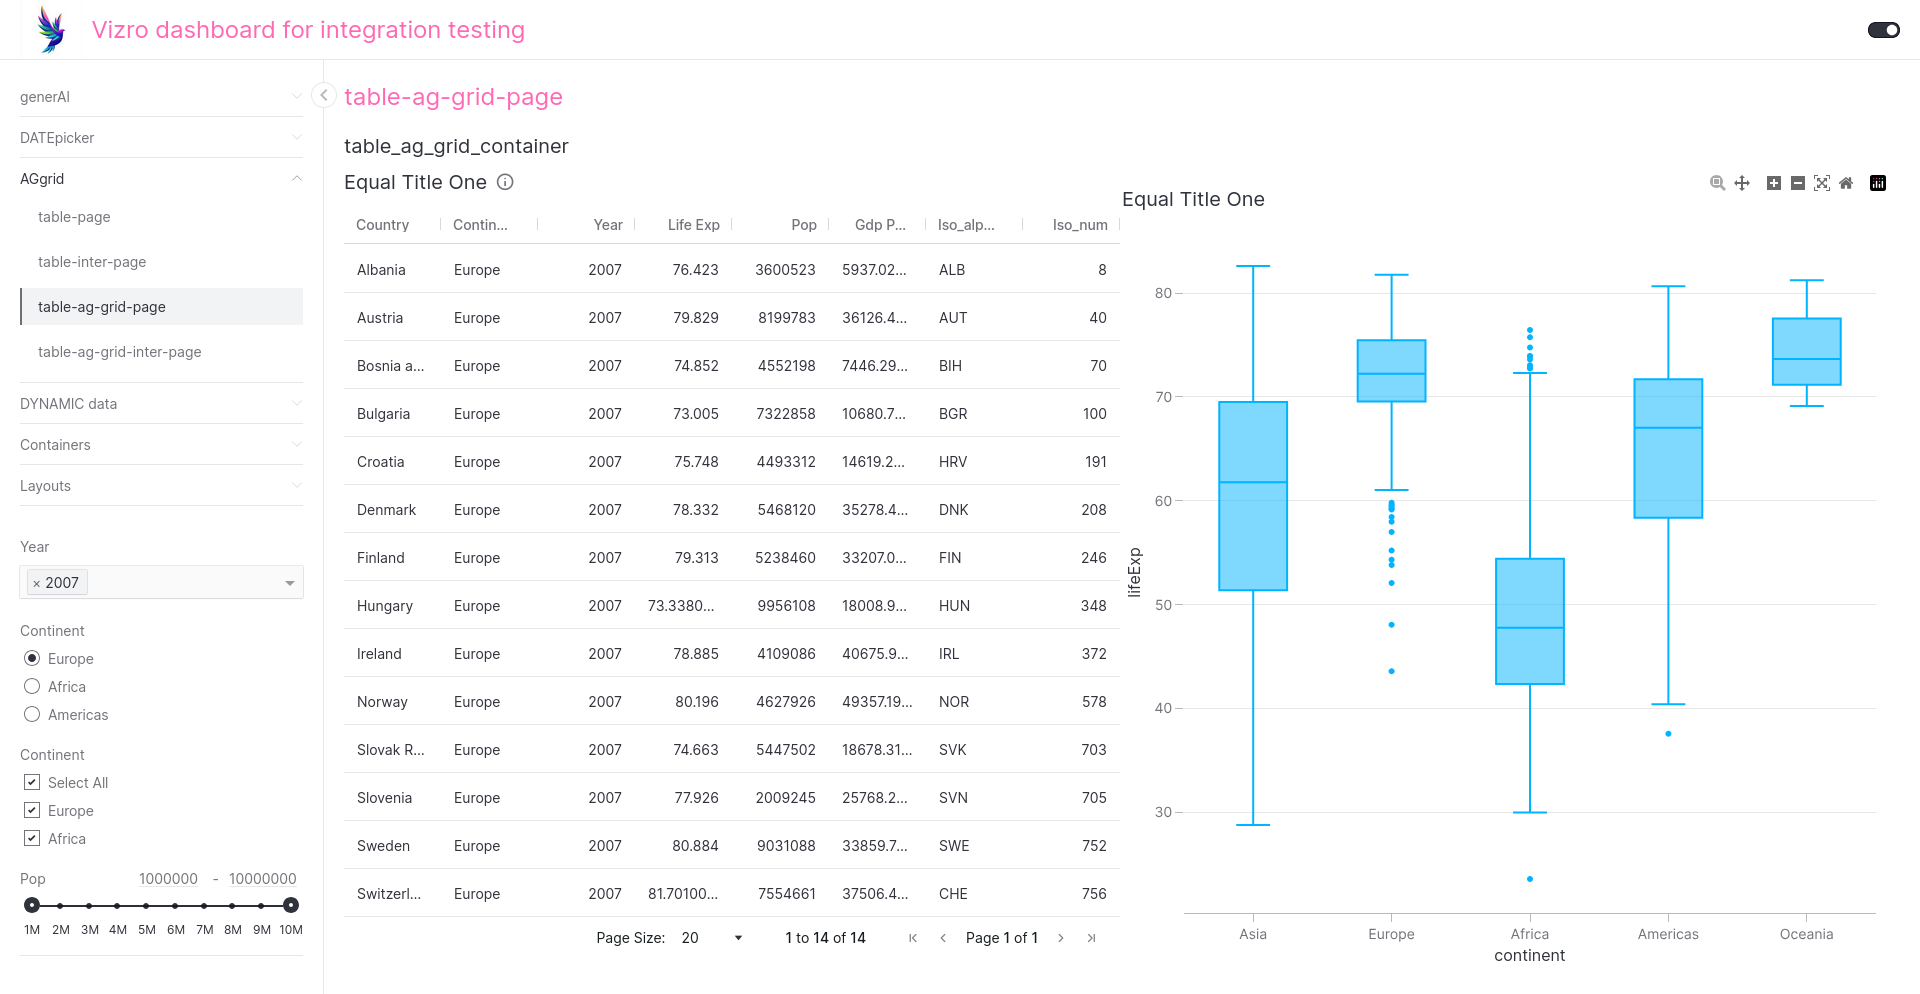 Vizro dashboard for integration testing
generAI
DATEpicker
AGgrid
table-page
table-inter-page
table-ag-grid-page
table-ag-grid-inter-page
DYNAMIC data
Containers
Layouts
Year
× 2007
Continent
Europe
Africa
Americas
Continent
Select All
Europe
Africa
Pop 1000000 - 10000000
1M 2M 3M 4M 5M 6M 7M 8M 9M 10M
table-ag-grid-page
table_ag_grid_container
Equal Title One
Country Contin... Year Life Exp Pop Gdp P... Iso_alp... Iso_num
Albania Europe 2007 76.423 3600523 5937.02... ALB 8
Austria Europe 2007 79.829 8199783 36126.4... AUT 40
Bosnia a... Europe 2007 74.852 4552198 7446.29... BIH 70
Bulgaria Europe 2007 73.005 7322858 10680.7... BGR 100
Croatia Europe 2007 75.748 4493312 14619.2... HRV 191
Denmark Europe 2007 78.332 5468120 35278.4... DNK 208
Finland Europe 2007 79.313 5238460 33207.0... FIN 246
Hungary Europe 2007 73.3380... 9956108 18008.9... HUN 348
Ireland Europe 2007 78.885 4109086 40675.9... IRL 372
Norway Europe 2007 80.196 4627926 49357.19... NOR 578
Slovak R... Europe 2007 74.663 5447502 18678.31... SVK 703
Slovenia Europe 2007 77.926 2009245 25768.2... SVN 705
Sweden Europe 2007 80.884 9031088 33859.7... SWE 752
Switzerl... Europe 2007 81.70100... 7554661 37506.4... CHE 756
Page Size: 20 1 to 14 of 14 Page 1 of 1
Equal Title One
80
70
60
50
40
30
lifeExp
Asia Europe Africa Americas Oceania
continent